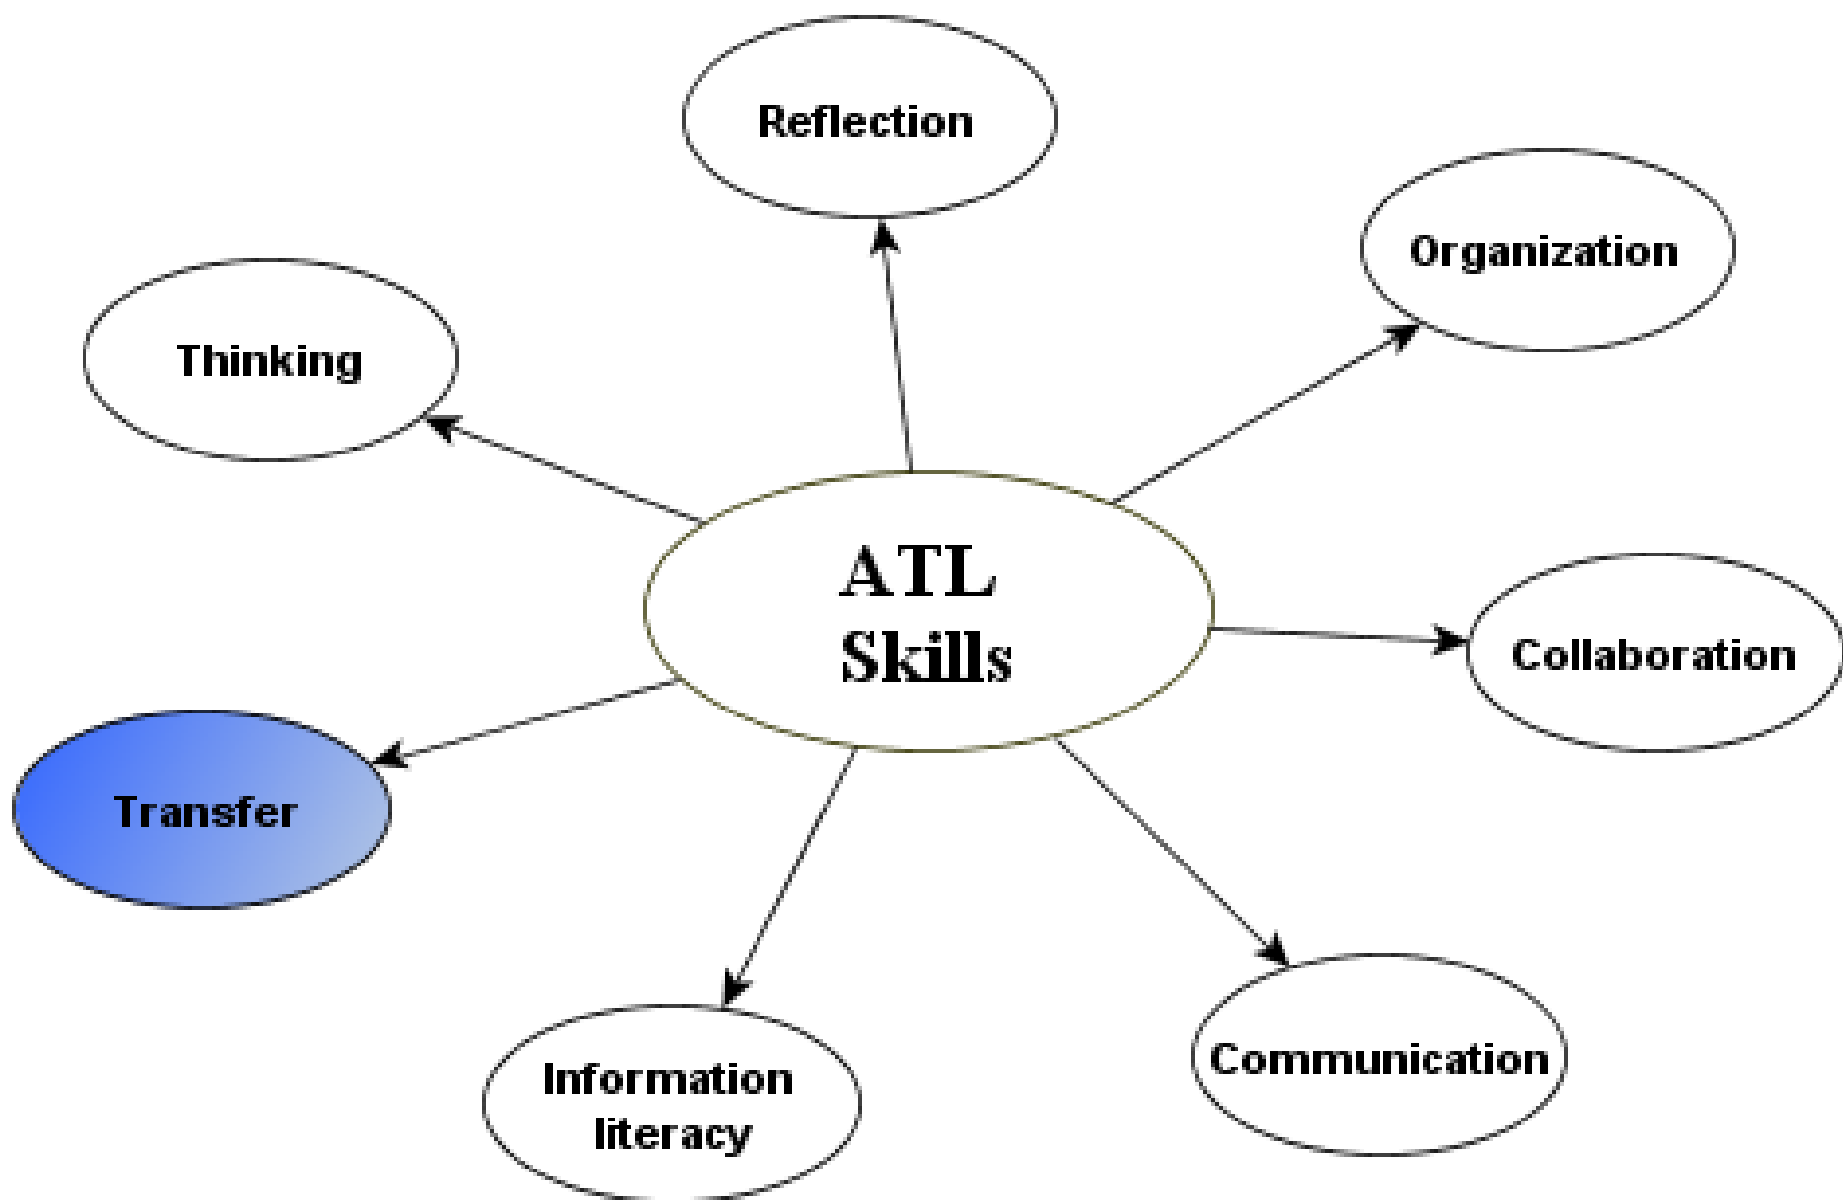 Reflection
Organization
Thinking
ATL
Skills
Collaboration
Transfer
Information
literacy
Communication